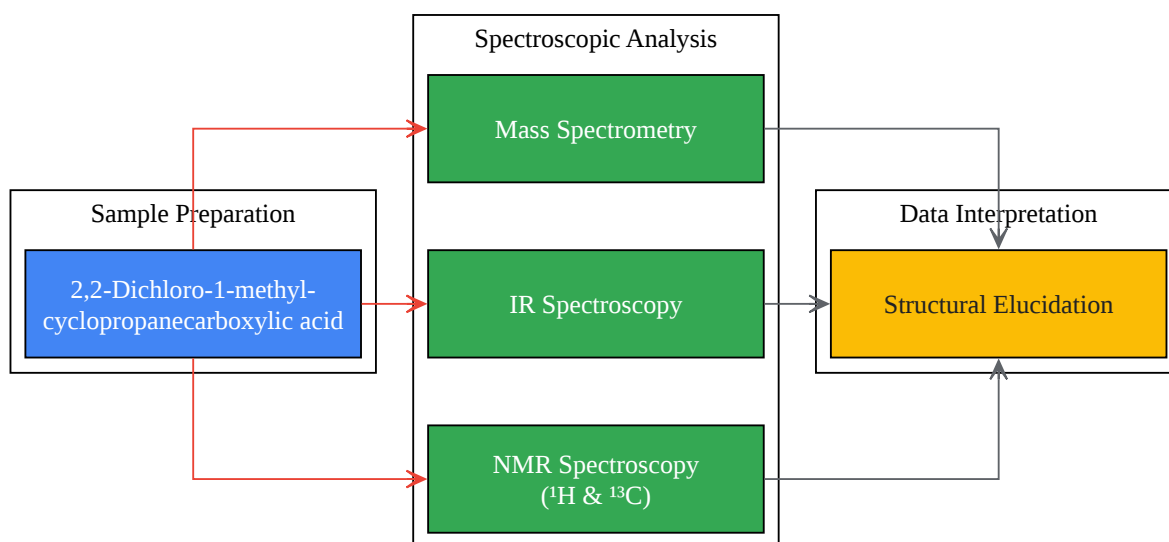 Spectroscopic Analysis
Mass Spectrometry
Sample Preparation
2,2-Dichloro-1-methyl-
cyclopropanecarboxylic acid
IR Spectroscopy
NMR Spectroscopy
(¹H & ¹³C)
Data Interpretation
Structural Elucidation